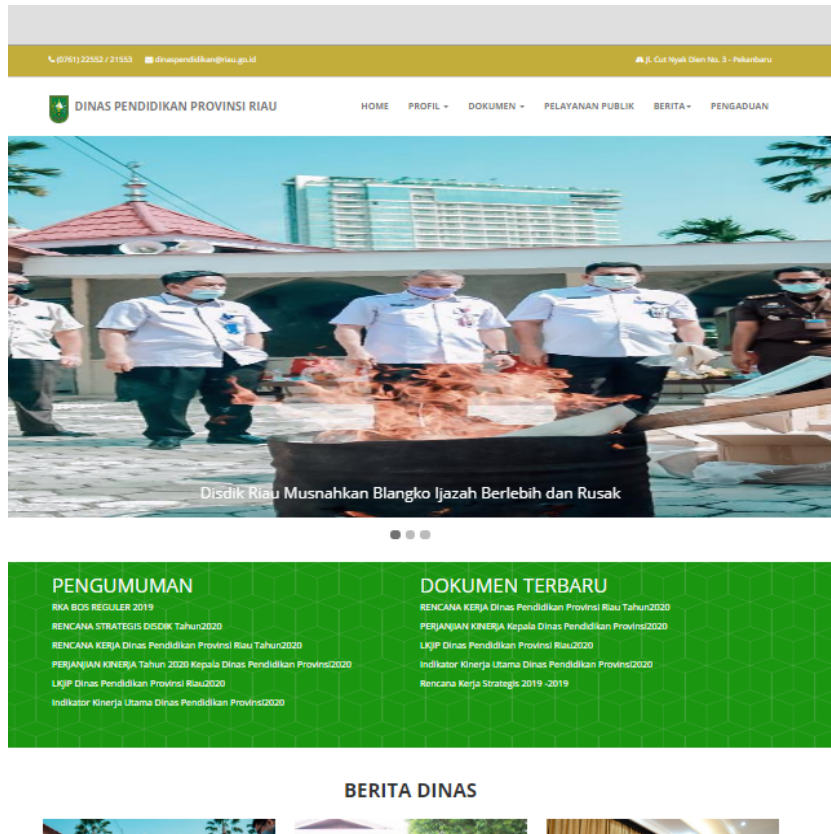 (0761) 22552 / 21553 dinaspendidikan@riau.go.id Jl. Cut Nyak Dien No. 3 - Pekanbaru
DINAS PENDIDIKAN PROVINSI RIAU HOME PROFIL DOKUMEN PELAYANAN PUBLIK BERITA PENGADUAN
Disdik Riau Musnahkan Blangko Ijazah Berlebih dan Rusak
PENGUMUMAN
RKA BOS REGULER 2019
RENCANA STRATEGIS DISDIK Tahun2020
RENCANA KERJA Dinas Pendidikan Provinsi Riau Tahun2020
PERJANJIAN KINERJA Tahun 2020 Kepala Dinas Pendidikan Provinsi2020
LKJIP Dinas Pendidikan Provinsi Riau2020
Indikator Kinerja Utama Dinas Pendidikan Provinsi2020
DOKUMEN TERBARU
RENCANA KERJA Dinas Pendidikan Provinsi Riau Tahun2020
PERJANJIAN KINERJA Kepala Dinas Pendidikan Provinsi2020
LKJIP Dinas Pendidikan Provinsi Riau2020
Indikator Kinerja Utama Dinas Pendidikan Provinsi2020
Rencana Kerja Strategis 2019 -2019
BERITA DINAS